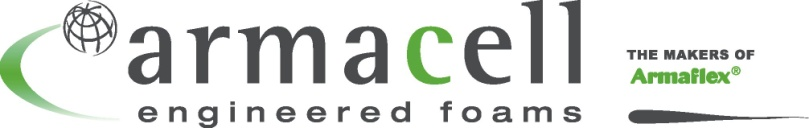 armacell
engineered foams
THE MAKERS OF
Armaflex®